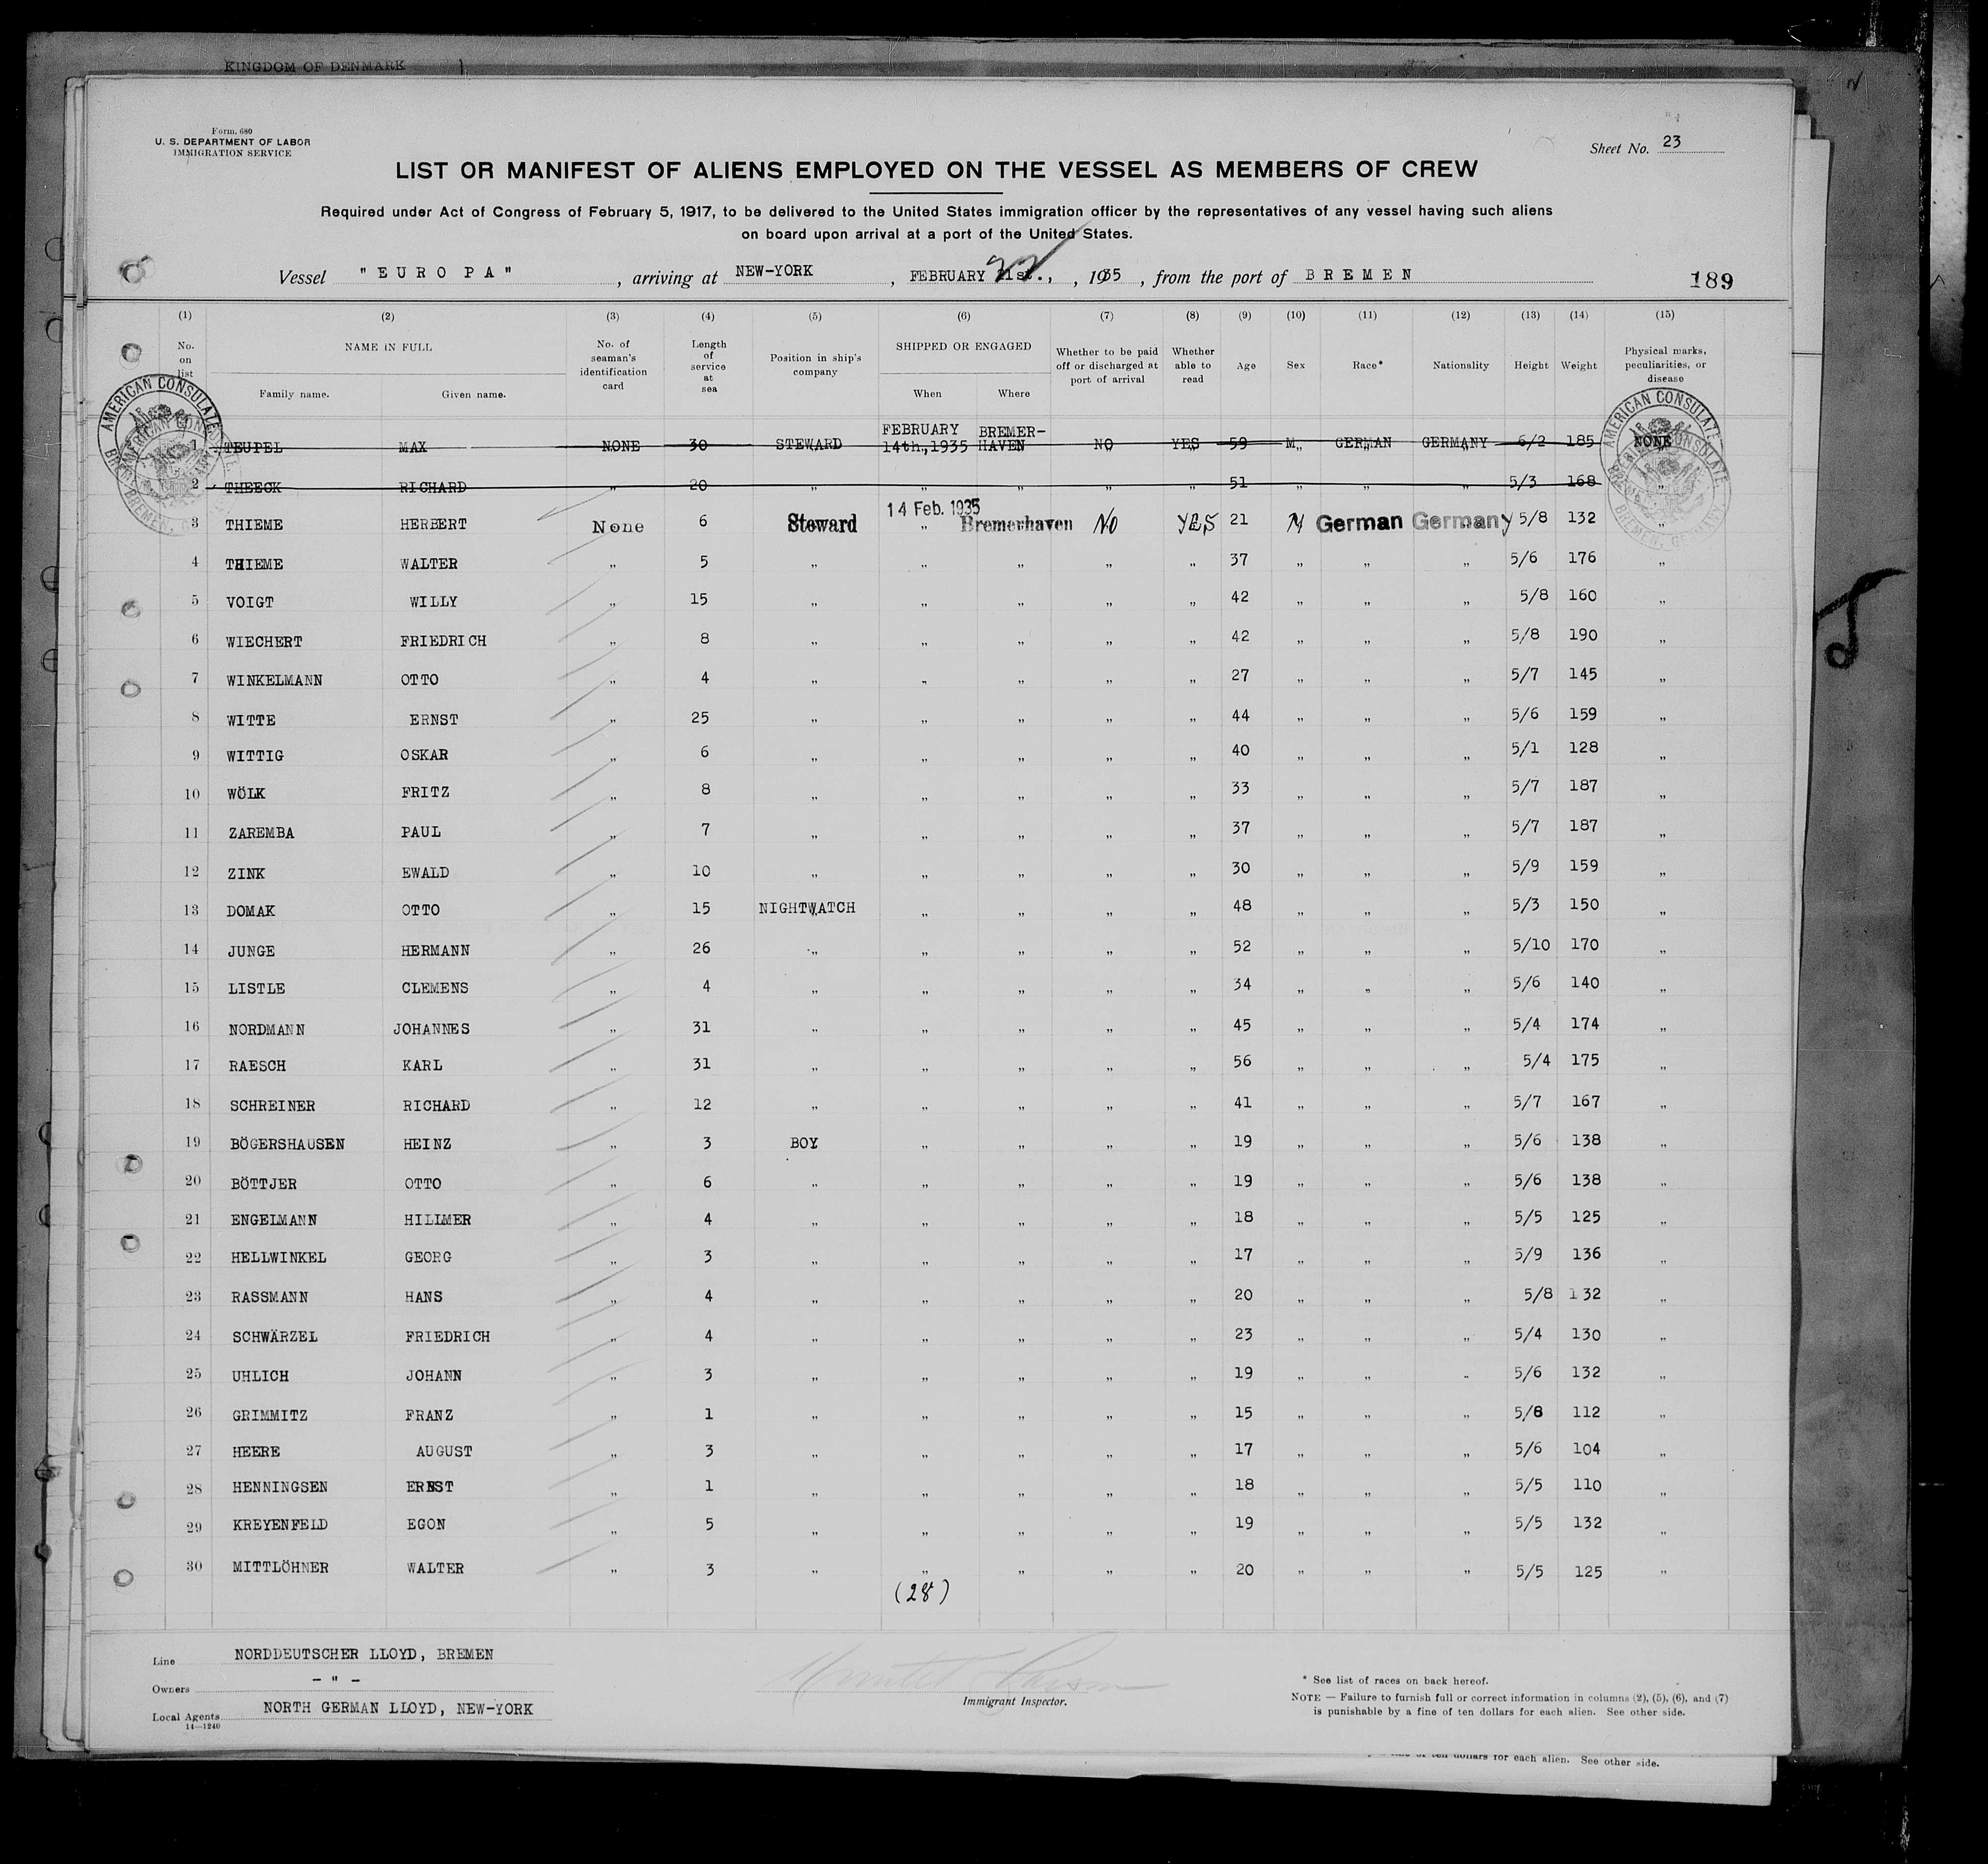 KINGDOM OF DENMARK
Form. 680
U. S. DEPARTMENT OF LABOR
IMMIGRATION SERVICE
Sheet No. 23
LIST OR MANIFEST OF ALIENS EMPLOYED ON THE VESSEL AS MEMBERS OF CREW
Required under Act of Congress of February 5, 1917, to be delivered to the United States immigration officer by the representatives of any vessel having such aliens
on board upon arrival at a port of the United States.
Vessel "EUROPA", arriving at NEW-YORK, FEBRUARY 21st., 22, 1935, from the port of BREMEN
189
(1) (2) (3) (4) (5) (6) (7) (8) (9) (10) (11) (12) (13) (14) (15)
No. on list NAME IN FULL Family name. Given name. No. of seaman's identification card Length of service at sea Position in ship's company SHIPPED OR ENGAGED When Where Whether to be paid off or discharged at port of arrival Whether able to read Age Sex Race* Nationality Height Weight Physical marks, peculiarities, or disease
AMERICAN CONSULATE BREMEN, GERMANY
AMERICAN CONSULATE BREMEN, GERMANY
1 TEUPEL MAX NONE 30 STEWARD FEBRUARY 14th.,1935 BREMER-HAVEN NO YES 59 M GERMAN GERMANY 6/2 185 NONE
2 THEECK RICHARD " 20 " " " " " 51 " " " 5/3 168 "
3 THIEME HERBERT None 6 Steward 14 Feb. 1935 " Bremerhaven No YES 21 M German Germany 5/8 132 "
4 THIEME WALTER " 5 " " " " " 37 " " " 5/6 176 "
5 VOIGT WILLY " 15 " " " " " 42 " " " 5/8 160 "
6 WIECHERT FRIEDRICH " 8 " " " " " 42 " " " 5/8 190 "
7 WINKELMANN OTTO " 4 " " " " " 27 " " " 5/7 145 "
8 WITTE ERNST " 25 " " " " " 44 " " " 5/6 159 "
9 WITTIG OSKAR " 6 " " " " " 40 " " " 5/1 128 "
10 WÖLK FRITZ " 8 " " " " " 33 " " " 5/7 187 "
11 ZAREMBA PAUL " 7 " " " " " 37 " " " 5/7 187 "
12 ZINK EWALD " 10 " " " " " 30 " " " 5/9 159 "
13 DOMAK OTTO " 15 NIGHTWATCH " " " " 48 " " " 5/3 150 "
14 JUNGE HERMANN " 26 " " " " " 52 " " " 5/10 170 "
15 LISTLE CLEMENS " 4 " " " " " 34 " " " 5/6 140 "
16 NORDMANN JOHANNES " 31 " " " " " 45 " " " 5/4 174 "
17 RAESCH KARL " 31 " " " " " 56 " " " 5/4 175 "
18 SCHREINER RICHARD " 12 " " " " " 41 " " " 5/7 167 "
19 BÖGERSHAUSEN HEINZ " 3 BOY " " " " 19 " " " 5/6 138 "
20 BÖTTJER OTTO " 6 " " " " " 19 " " " 5/6 138 "
21 ENGELMANN HILLMER " 4 " " " " " 18 " " " 5/5 125 "
22 HELLWINKEL GEORG " 3 " " " " " 17 " " " 5/9 136 "
23 RASSMANN HANS " 4 " " " " " 20 " " " 5/8 132 "
24 SCHWÄRZEL FRIEDRICH " 4 " " " " " 23 " " " 5/4 130 "
25 UHLICH JOHANN " 3 " " " " " 19 " " " 5/6 132 "
26 GRIMMITZ FRANZ " 1 " " " " " 15 " " " 5/8 112 "
27 HEERE AUGUST " 3 " " " " " 17 " " " 5/6 104 "
28 HENNINGSEN ERNST " 1 " " " " " 18 " " " 5/5 110 "
29 KREYENFELD EGON " 5 " " " " " 19 " " " 5/5 132 "
30 MITTLÖHNER WALTER " 3 " " " " " 20 " " " 5/5 125 "
(28)
Line NORDDEUTSCHER LLOYD, BREMEN
Owners - " -
Local Agents NORTH GERMAN LLOYD, NEW-YORK
14—1240
Immigrant Inspector.
* See list of races on back hereof.
NOTE — Failure to furnish full or correct information in columns (2), (5), (6), and (7)
is punishable by a fine of ten dollars for each alien. See other side.
of ten dollars for each alien. See other side.